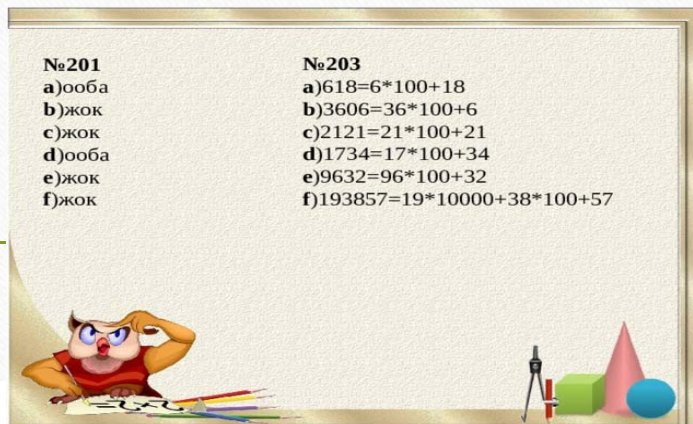 №201
a)ооба
b)жок
c)жок
d)ооба
e)жок
f)жок
№203
a)618=6*100+18
b)3606=36*100+6
c)2121=21*100+21
d)1734=17*100+34
e)9632=96*100+32
f)193857=19*10000+38*100+57